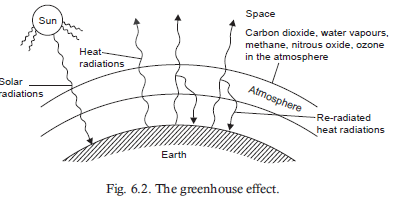 Sun
Space
Carbon dioxide, water vapours,
methane, nitrous oxide, ozone
in the atmosphere
Heat
radiations
Solar
radiations
Atmosphere
Re-radiated
heat radiations
Earth
Fig. 6.2. The greenhouse effect.